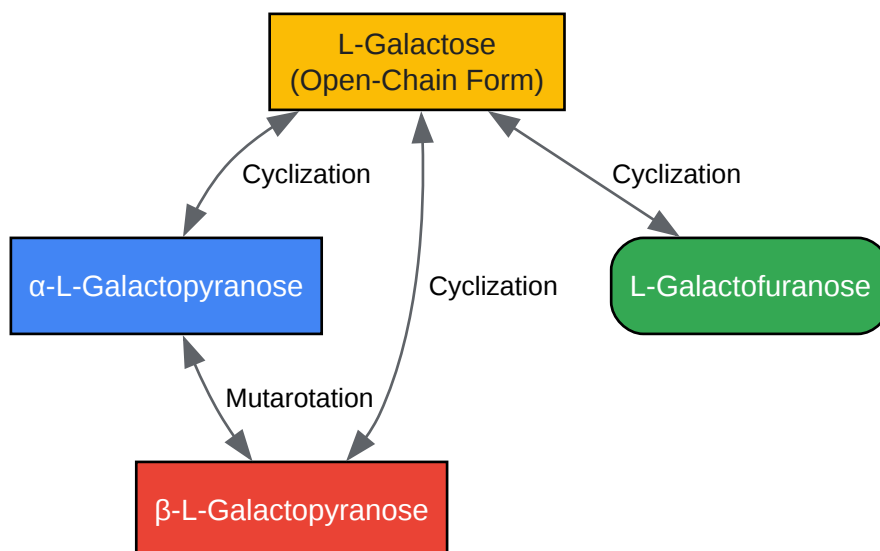 L-Galactose
(Open-Chain Form)
Cyclization
Cyclization
α-L-Galactopyranose
Cyclization
L-Galactofuranose
Mutarotation
β-L-Galactopyranose